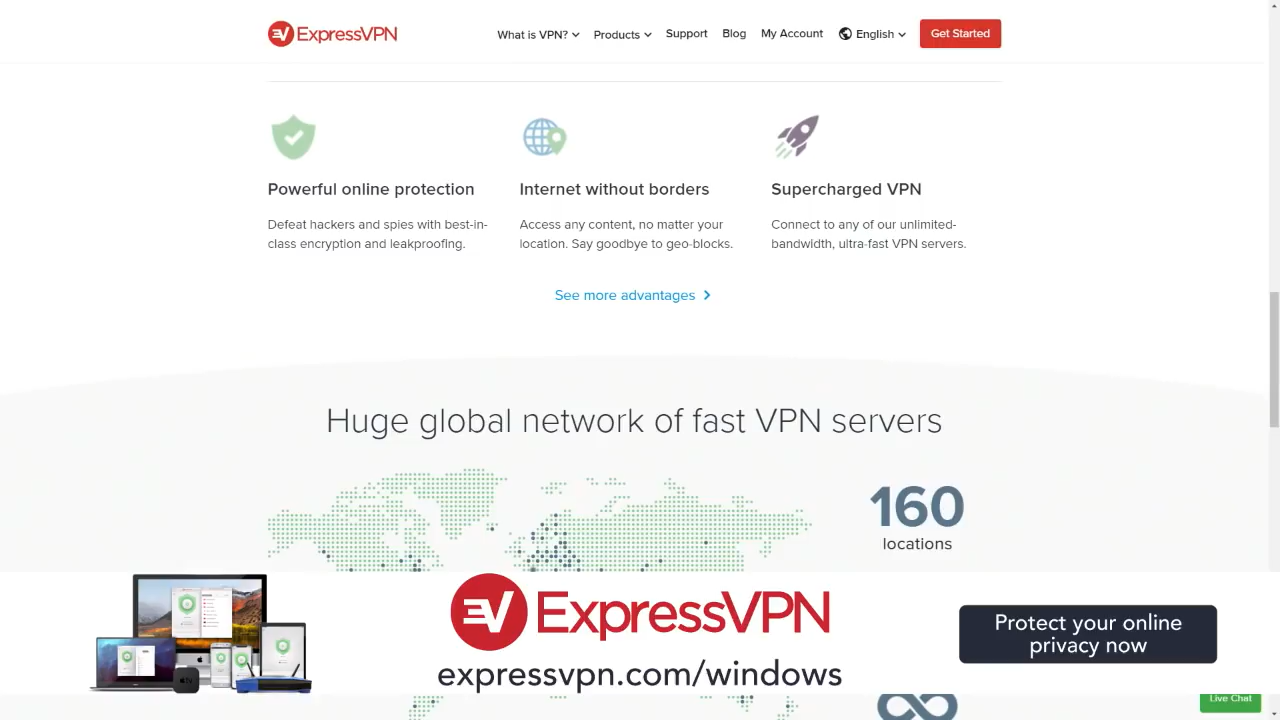 ExpressVPN
What is VPN? Products Support Blog My Account English Get Started
Powerful online protection
Defeat hackers and spies with best-in-
class encryption and leakproofing.
Internet without borders
Access any content, no matter your
location. Say goodbye to geo-blocks.
Supercharged VPN
Connect to any of our unlimited-
bandwidth, ultra-fast VPN servers.
See more advantages
Huge global network of fast VPN servers
160
locations
ExpressVPN
expressvpn.com/windows
Protect your online
privacy now
Live Chat